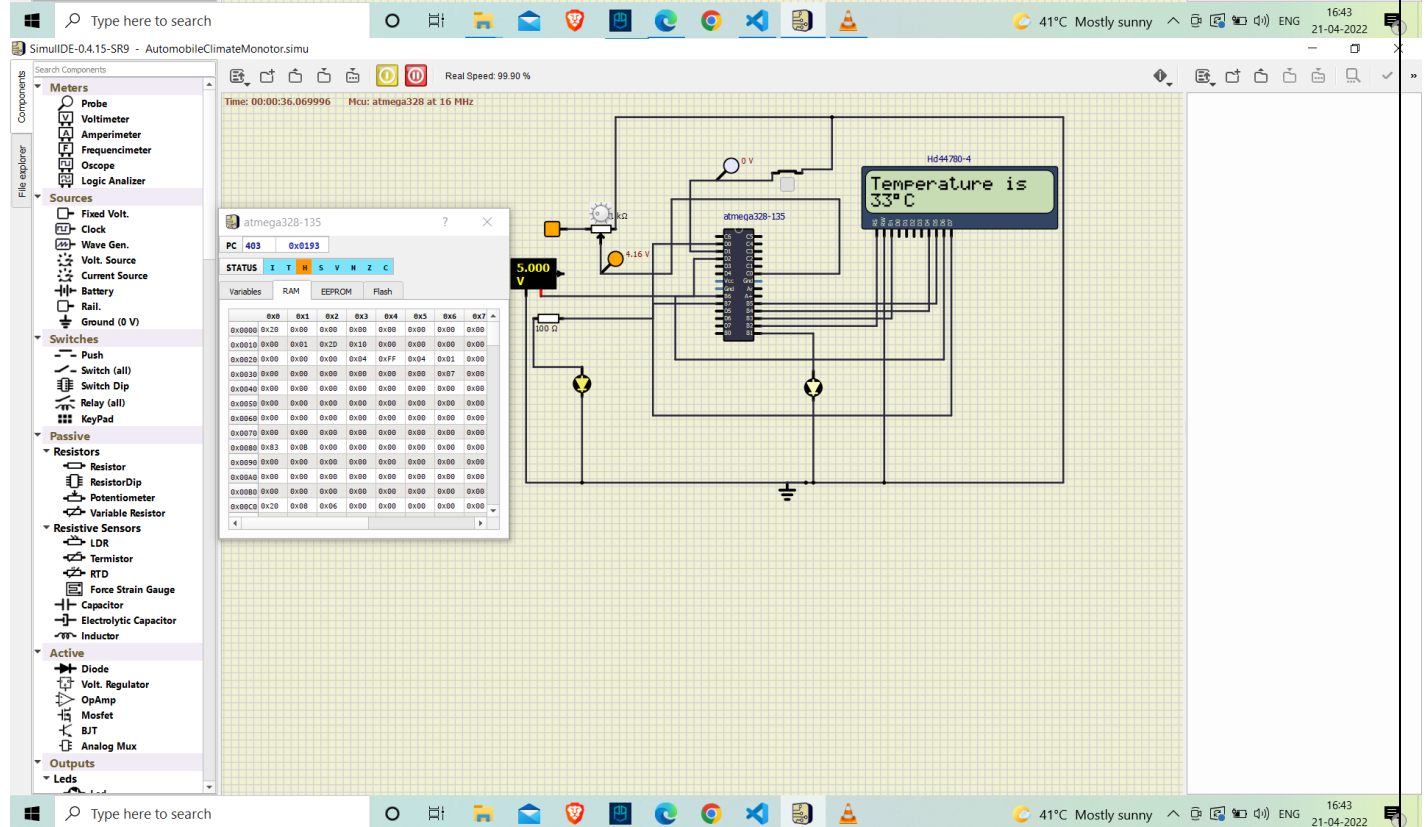 Type here to search
41°C Mostly sunny
ENG
16:43
21-04-2022
SimulIDE-0.4.15-SR9 - AutomobileClimateMonotor.simu
Components
File explorer
Search Components
Meters
Probe
Voltimeter
Amperimeter
Frequencimeter
Oscope
Logic Analizer
Sources
Fixed Volt.
Clock
Wave Gen.
Volt. Source
Current Source
Battery
Rail.
Ground (0 V)
Switches
Push
Switch (all)
Switch Dip
Relay (all)
KeyPad
Passive
Resistors
Resistor
ResistorDip
Potentiometer
Variable Resistor
Resistive Sensors
LDR
Termistor
RTD
Force Strain Gauge
Capacitor
Electrolytic Capacitor
Inductor
Active
Diode
Volt. Regulator
OpAmp
Mosfet
BJT
Analog Mux
Outputs
Leds
Real Speed: 99.90 %
»
Time: 00:00:36.069996 Mcu: atmega328 at 16 MHz
atmega328-135 ?
PC 403 0x0193
STATUS I T H S V N Z C
Variables RAM EEPROM Flash
0x0 0x1 0x2 0x3 0x4 0x5 0x6 0x7
0x0000 0x20 0x00 0x00 0x00 0x00 0x00 0x00 0x00
0x0010 0x00 0x01 0x2D 0x10 0x00 0x00 0x00 0x00
0x0020 0x00 0x00 0x00 0x04 0xFF 0x04 0x01 0x00
0x0030 0x00 0x00 0x00 0x00 0x00 0x00 0x07 0x00
0x0040 0x00 0x00 0x00 0x00 0x00 0x00 0x00 0x00
0x0050 0x00 0x00 0x00 0x00 0x00 0x00 0x00 0x00
0x0060 0x00 0x00 0x00 0x00 0x00 0x00 0x00 0x00
0x0070 0x00 0x00 0x00 0x00 0x00 0x00 0x00 0x00
0x0080 0x83 0x0B 0x00 0x00 0x00 0x00 0x00 0x00
0x0090 0x00 0x00 0x00 0x00 0x00 0x00 0x00 0x00
0x00A0 0x00 0x00 0x00 0x00 0x00 0x00 0x00 0x00
0x00B0 0x00 0x00 0x00 0x00 0x00 0x00 0x00 0x00
0x00C0 0x20 0x08 0x06 0x00 0x00 0x00 0x00 0x00
kΩ
4.16 V
5.000
V
100 Ω
0 V
atmega328-135
Hd44780-4
Temperature is
33°C
RS RW En D0 D1 D2 D3 D4 D5 D6 D7
Type here to search
41°C Mostly sunny
ENG
16:43
21-04-2022